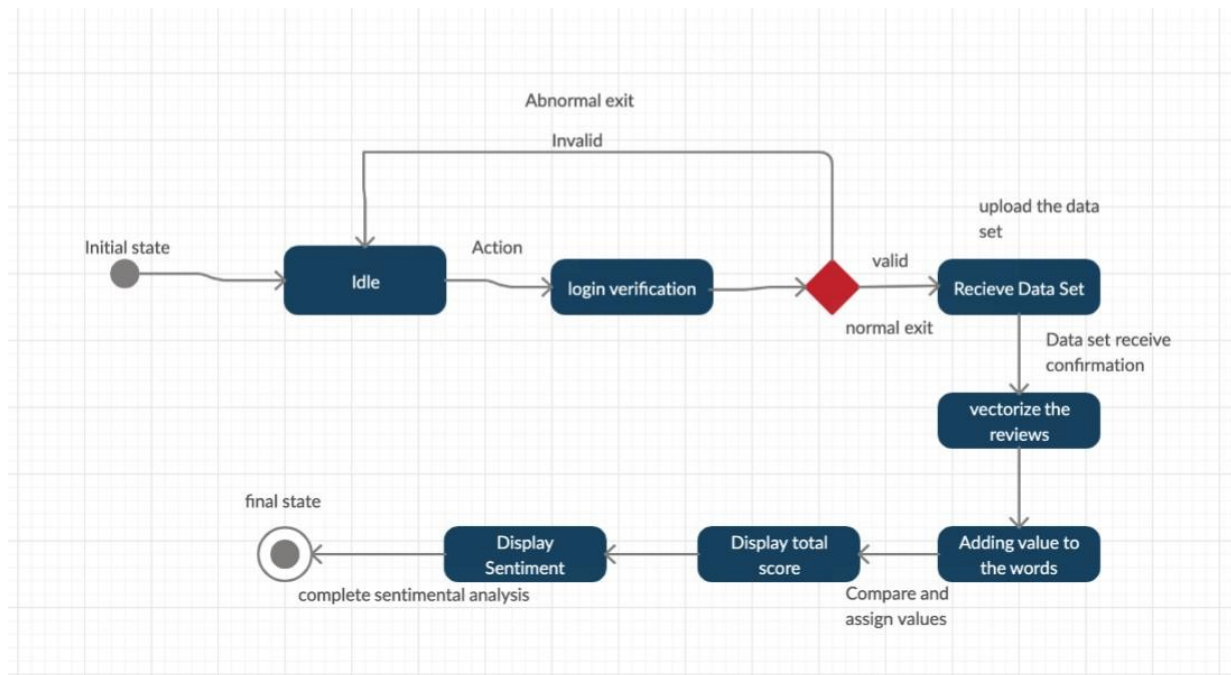 Abnormal exit
Invalid
upload the data
set
Initial state
Action
valid
Idle
login verification
Recieve Data Set
normal exit
Data set receive
confirmation
vectorize the
reviews
final state
Display
Sentiment
Display total
score
Adding value to
the words
complete sentimental analysis
Compare and
assign values